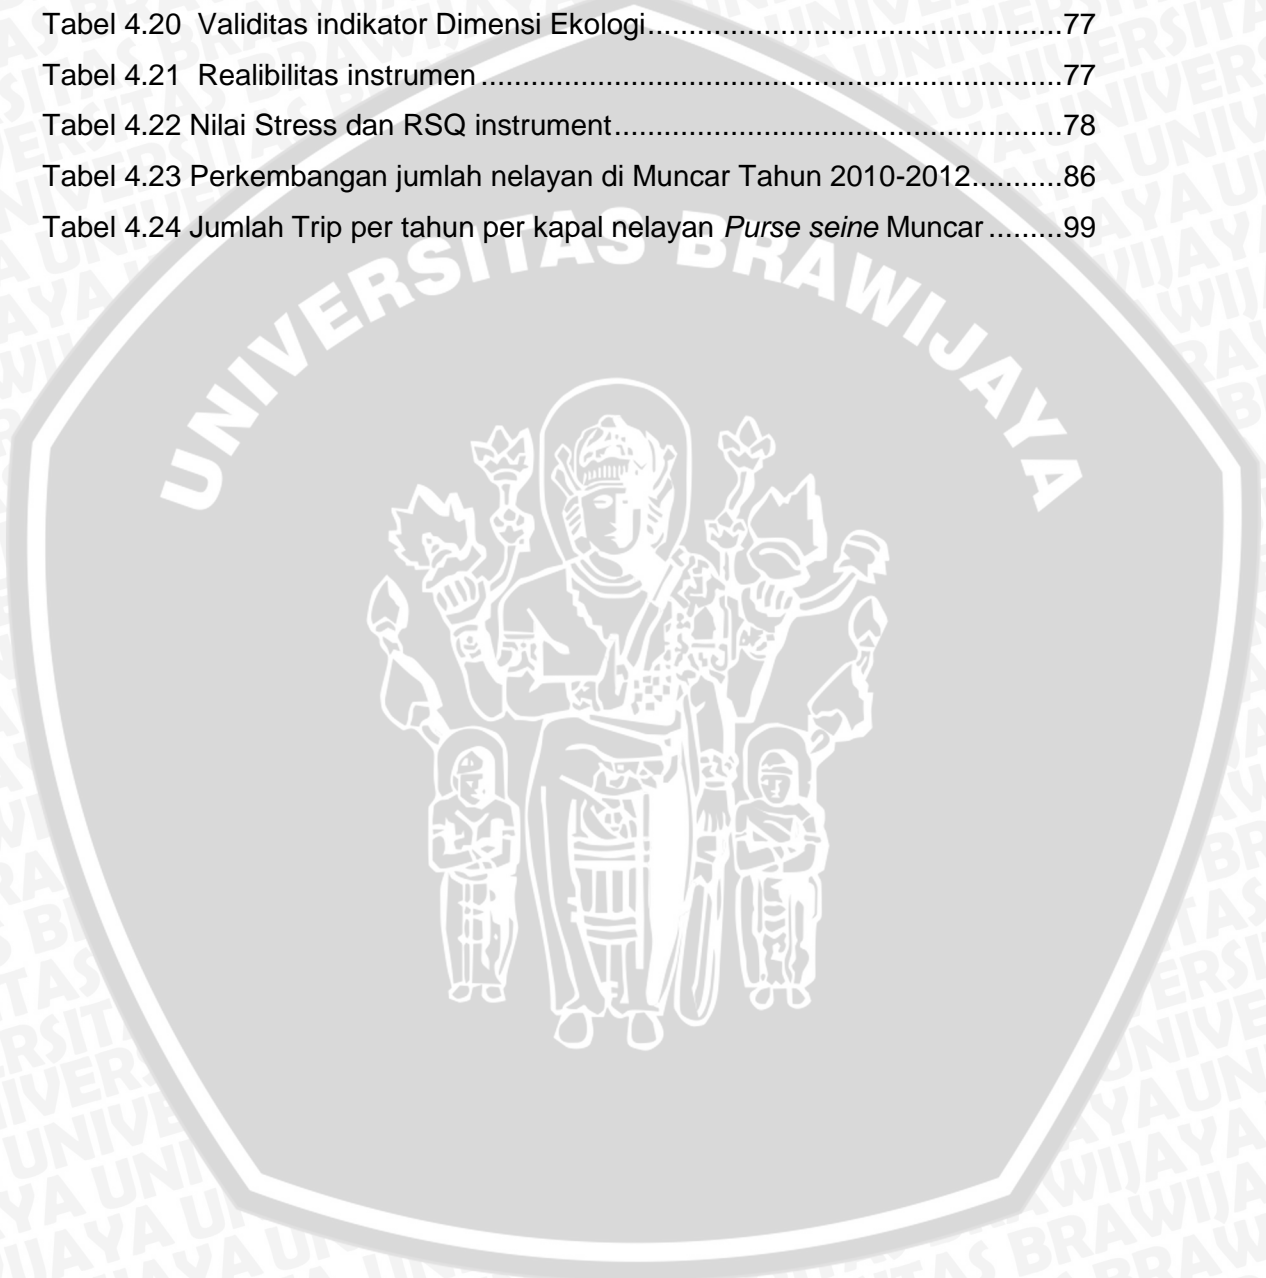 Tabel 4.20  Validitas indikator Dimensi Ekologi..................................................77
Tabel 4.21  Realibilitas instrumen......................................................................77
Tabel 4.22 Nilai Stress dan RSQ instrument......................................................78
Tabel 4.23 Perkembangan jumlah nelayan di Muncar Tahun 2010-2012...........86
Tabel 4.24 Jumlah Trip per tahun per kapal nelayan Purse seine Muncar.........99
UNIVERSITAS BRAWIJAYA